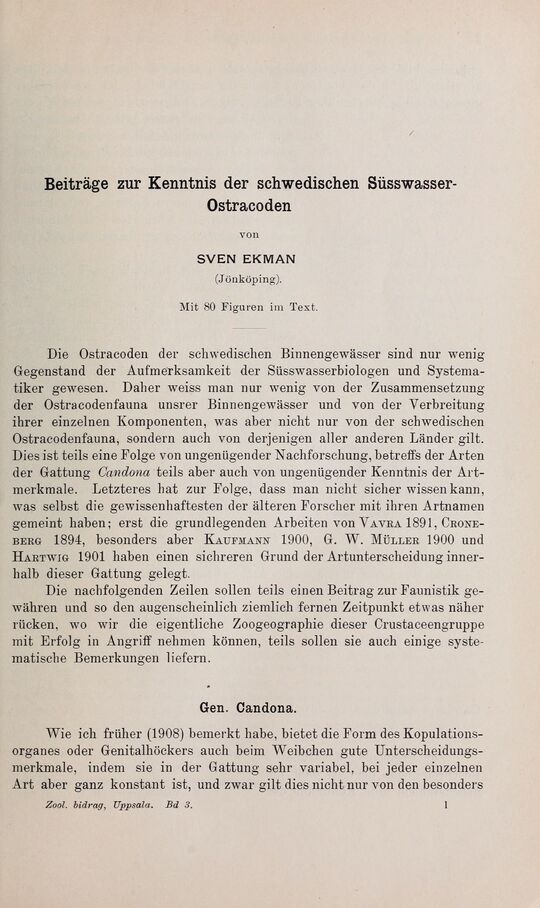 Beiträge zur Kenntnis der schwedischen Süsswasser-
Ostracoden
von
SVEN EKMAN
(Jönköping).
Mit 80 Figuren im Text.
Die Ostracoden der schwedischen Binnengewässer sind nur wenig
Gegenstand der Aufmerksamkeit der Süsswasserbiologen und Systema-
tiker gewesen. Daher weiss man nur wenig von der Zusammensetzung
der Ostracodenfauna unsrer Binnengewässer und von der Verbreitung
ihrer einzelnen Komponenten, was aber nicht nur von der schwedischen
Ostracodenfauna, sondern auch von derjenigen aller anderen Länder gilt.
Dies ist teils eine Folge von ungenügender Nachforschung, betreffs der Arten
der Gattung Candona teils aber auch von ungenügender Kenntnis der Art-
merkmale. Letzteres hat zur Folge, dass man nicht sicher wissen kann,
was selbst die gewissenhaftesten der älteren Forscher mit ihren Artnamen
gemeint haben; erst die grundlegenden Arbeiten von VAVRA 1891, CRONE-
BERG 1894, besonders aber KAUFMANN 1900, G. W. MÜLLER 1900 und
HARTWIG 1901 haben einen sichreren Grund der Artunterscheidung inner-
halb dieser Gattung gelegt.
Die nachfolgenden Zeilen sollen teils einen Beitrag zur Faunistik ge-
währen und so den augenscheinlich ziemlich fernen Zeitpunkt etwas näher
rücken, wo wir die eigentliche Zoogeographie dieser Crustaceengruppe
mit Erfolg in Angriff nehmen können, teils sollen sie auch einige syste-
matische Bemerkungen liefern.
Gen. Candona.
Wie ich früher (1908) bemerkt habe, bietet die Form des Kopulations-
organes oder Genitalhöckers auch beim Weibchen gute Unterscheidungs-
merkmale, indem sie in der Gattung sehr variabel, bei jeder einzelnen
Art aber ganz konstant ist, und zwar gilt dies nicht nur von den besonders
Zool. bidrag, Uppsala. Bd 3. 1